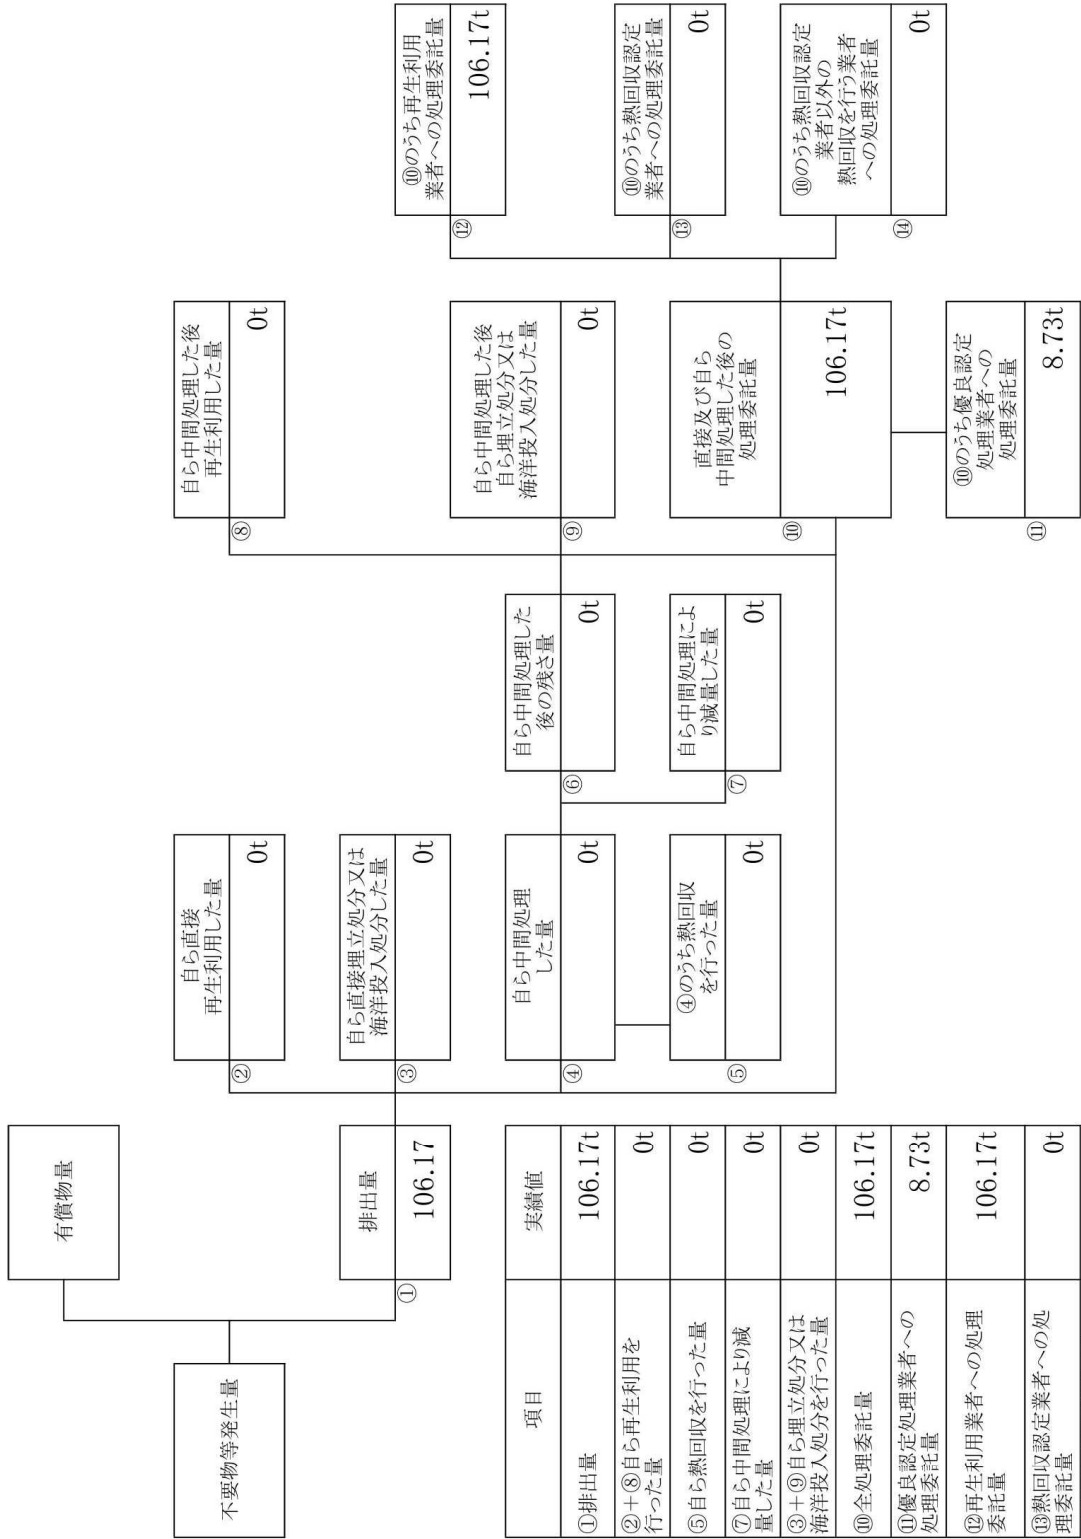 不要物等発生量
有償物量
①
排出量
106.17
②
自ら直接
再生利用した量
0t
③
自ら直接埋立処分又は
海洋投入処分した量
0t
④
自ら中間処理
した量
0t
⑤
④のうち熱回収
を行った量
0t
⑥
自ら中間処理した
後の残さ量
0t
⑦
自ら中間処理によ
り減量した量
0t
⑧
自ら中間処理した後
再生利用した量
0t
⑨
自ら中間処理した後
自ら埋立処分又は
海洋投入処分した量
0t
⑩
直接及び自ら
中間処理した後の
処理委託量
106.17t
⑪
⑩のうち優良認定
処理業者への
処理委託量
8.73t
⑫
⑩のうち再生利用
業者への処理委託量
106.17t
⑬
⑩のうち熱回収認定
業者への処理委託量
0t
⑭
⑩のうち熱回収認定
業者以外の
熱回収を行う業者
への処理委託量
0t
項目 実績値
①排出量 106.17t
②+⑧自ら再生利用を
行った量 0t
⑤自ら熱回収を行った量 0t
⑦自ら中間処理により減
量した量 0t
③+⑨自ら埋立処分又は
海洋投入処分を行った量 0t
⑩全処理委託量 106.17t
⑪優良認定処理業者への
処理委託量 8.73t
⑫再生利用業者への処理
委託量 106.17t
⑬熱回収認定業者への処
理委託量 0t